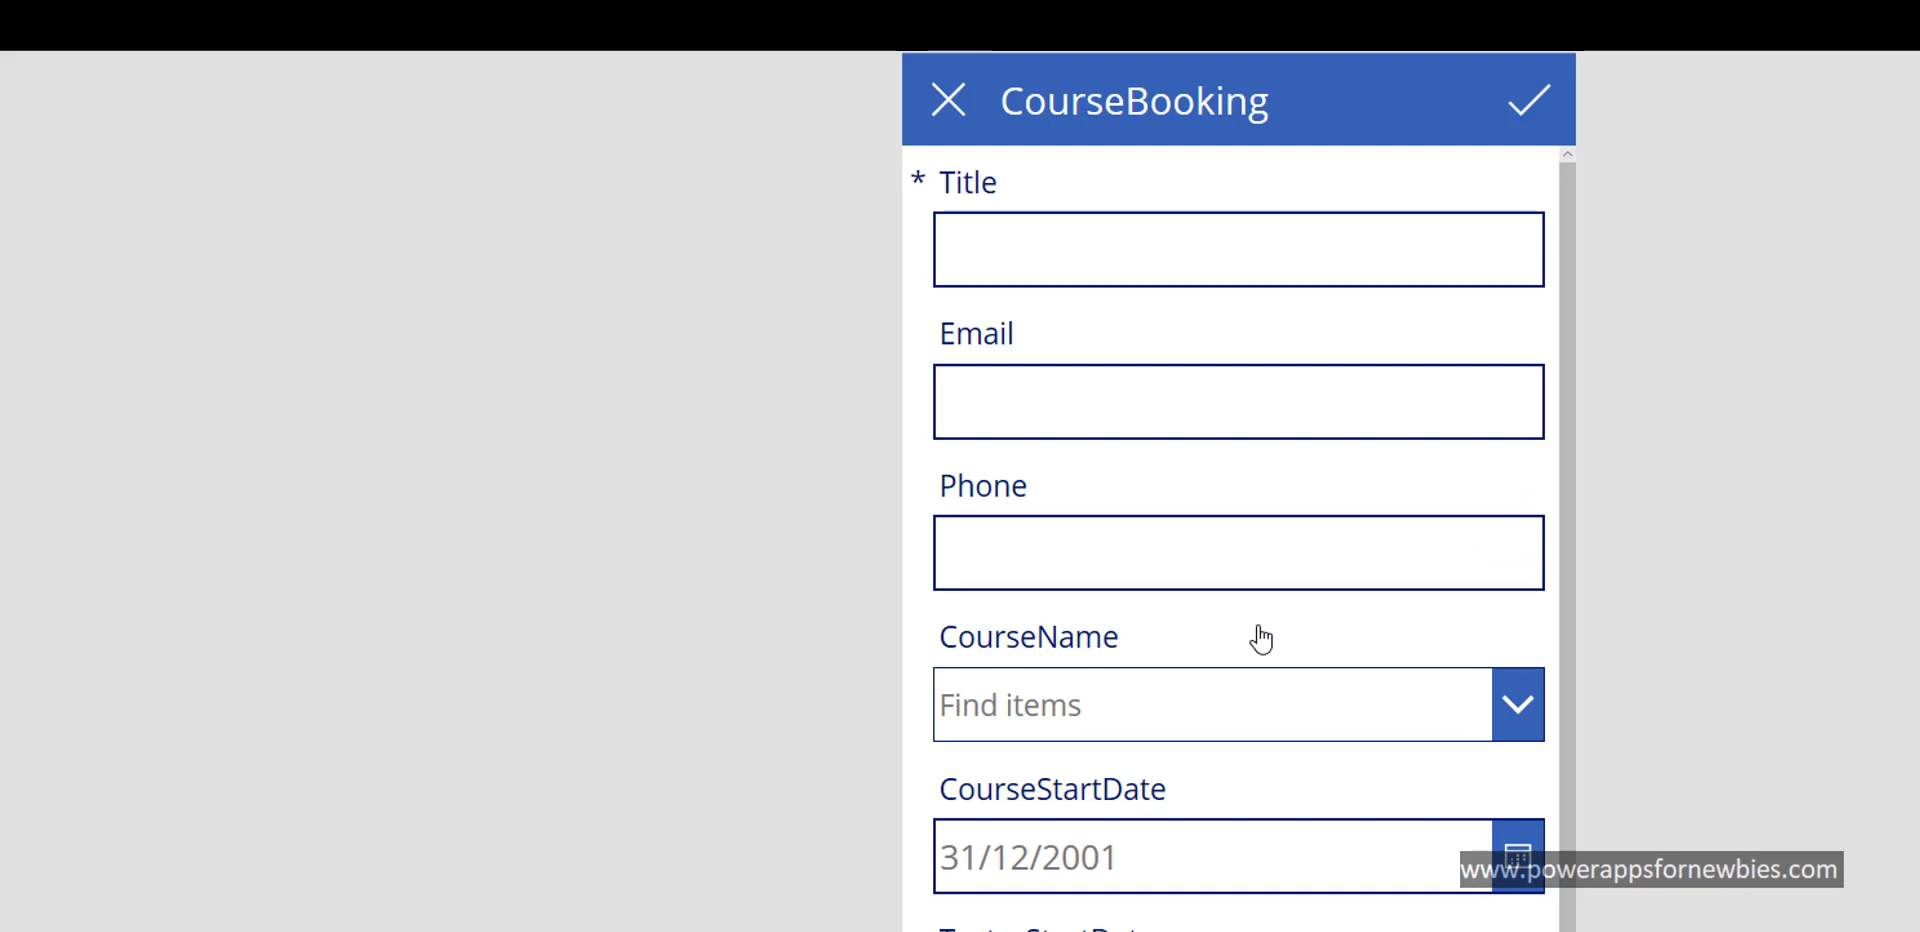 CourseBooking
* Title
Email
Phone
CourseName
Find items
CourseStartDate
31/12/2001
www.powerappsfornewbies.com